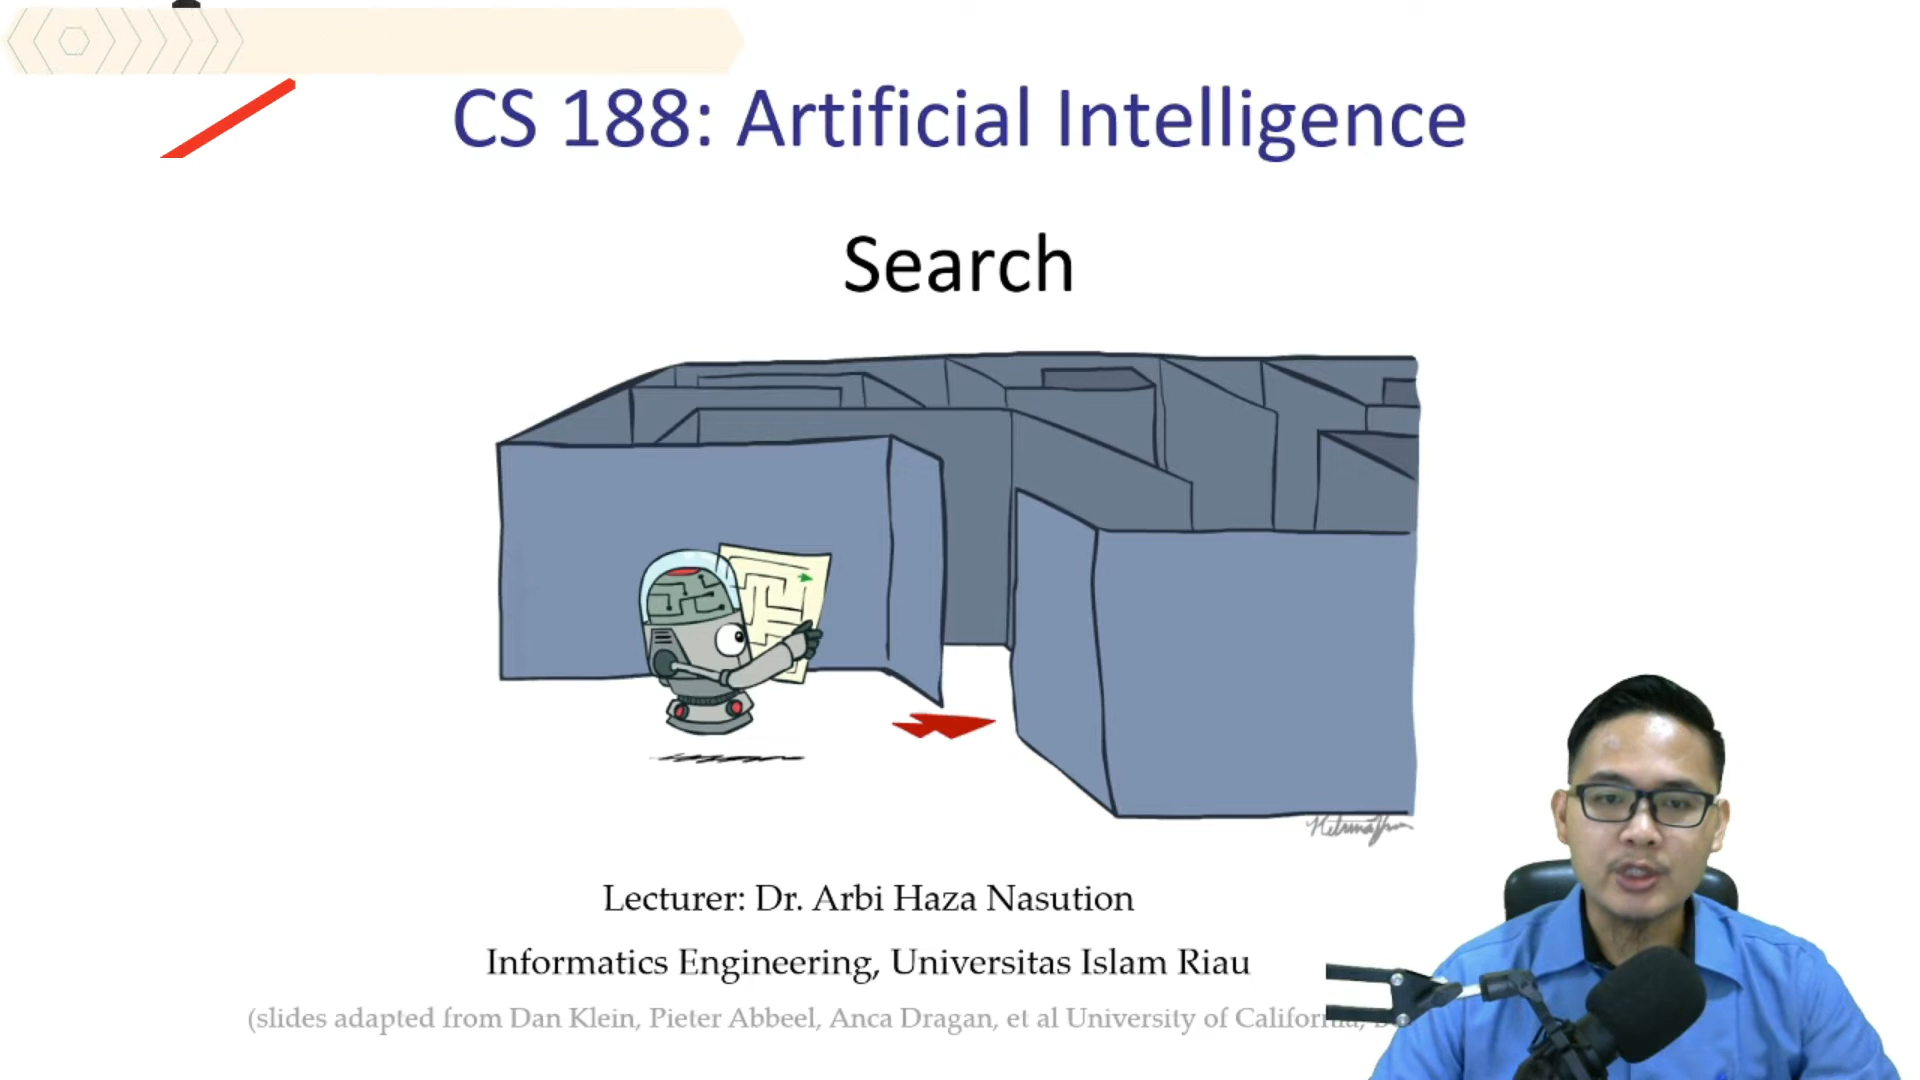 CS 188: Artificial Intelligence
Search
Lecturer: Dr. Arbi Haza Nasution
Informatics Engineering, Universitas Islam Riau
(slides adapted from Dan Klein, Pieter Abbeel, Anca Dragan, et al University of California,